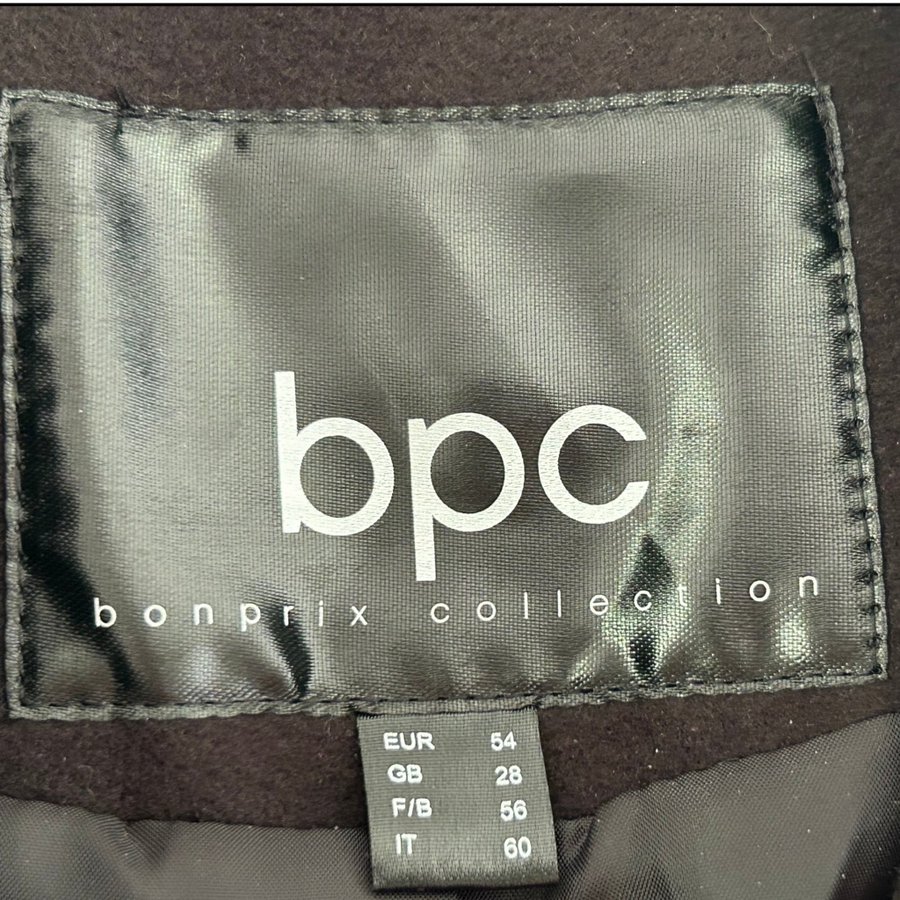 bpc
bonprix collection
EUR 54
GB 28
F/B 56
IT 60